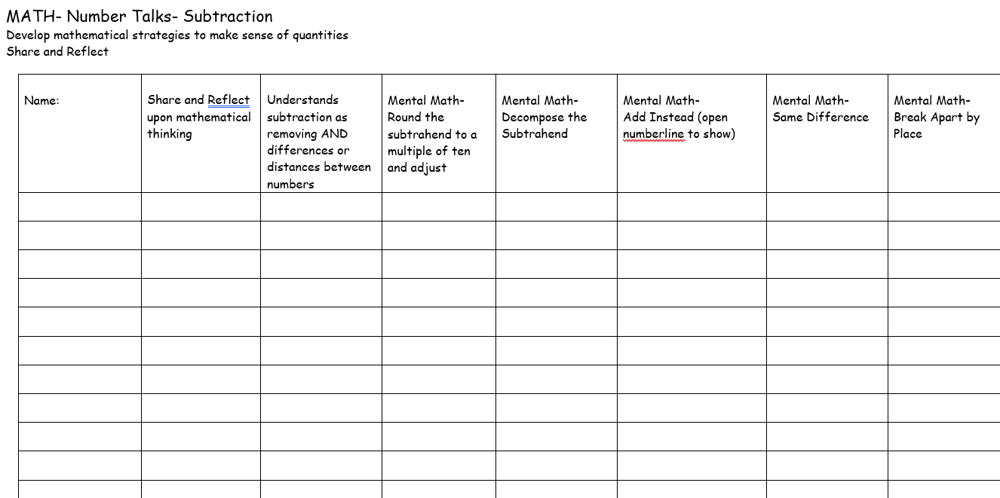 MATH- Number Talks- Subtraction
Develop mathematical strategies to make sense of quantities
Share and Reflect
Name:
Share and Reflect
upon mathematical
thinking
Understands
subtraction as
removing AND
differences or
distances between
numbers
Mental Math-
Round the
subtrahend to a
multiple of ten
and adjust
Mental Math-
Decompose the
Subtrahend
Mental Math-
Add Instead (open
numberline to show)
Mental Math-
Same Difference
Mental Math-
Break Apart by
Place